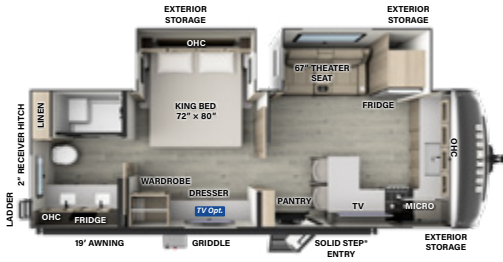 EXTERIOR
STORAGE
EXTERIOR
STORAGE
OHC
67" THEATER
SEAT
KING BED
72" × 80"
FRIDGE
LINEN
2" RECEIVER HITCH
OHC
WARDROBE
DRESSER
TV Opt.
PANTRY
TV
MICRO
LADDER
OHC
FRIDGE
19' AWNING
GRIDDLE
SOLID STEP*
ENTRY
EXTERIOR
STORAGE